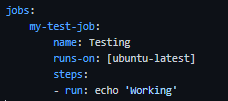 jobs:
    my-test-job:
        name: Testing
        runs-on: [ubuntu-latest]
        steps:
        - run: echo 'Working'